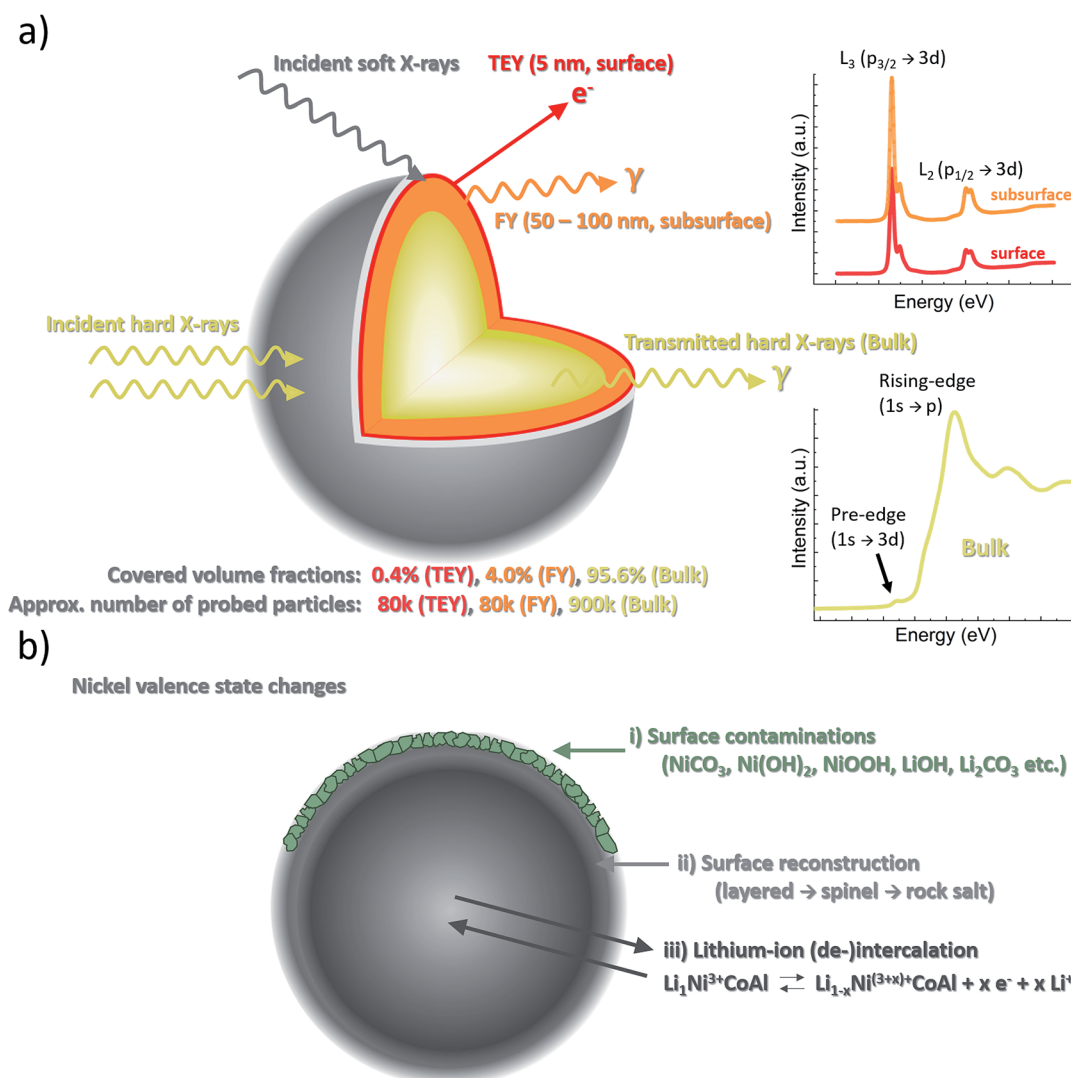 a)
Incident soft X-rays
TEY (5 nm, surface)
e⁻
γ
FY (50 – 100 nm, subsurface)
Incident hard X-rays
Transmitted hard X-rays (Bulk)
γ
L₃ (p₃/₂ → 3d)
L₂ (p₁/₂ → 3d)
subsurface
surface
Intensity (a.u.)
Energy (eV)
Rising-edge
(1s → p)
Pre-edge
(1s → 3d)
Bulk
Intensity (a.u.)
Energy (eV)
Covered volume fractions: 0.4% (TEY), 4.0% (FY), 95.6% (Bulk)
Approx. number of probed particles: 80k (TEY), 80k (FY), 900k (Bulk)
b)
Nickel valence state changes
i) Surface contaminations
(NiCO₃, Ni(OH)₂, NiOOH, LiOH, Li₂CO₃ etc.)
ii) Surface reconstruction
(layered → spinel → rock salt)
iii) Lithium-ion (de-)intercalation
Li₁Ni³⁺CoAl ⇌ Li₁₋ₓNi⁽³⁺ˣ⁾⁺CoAl + x e⁻ + x Li⁺